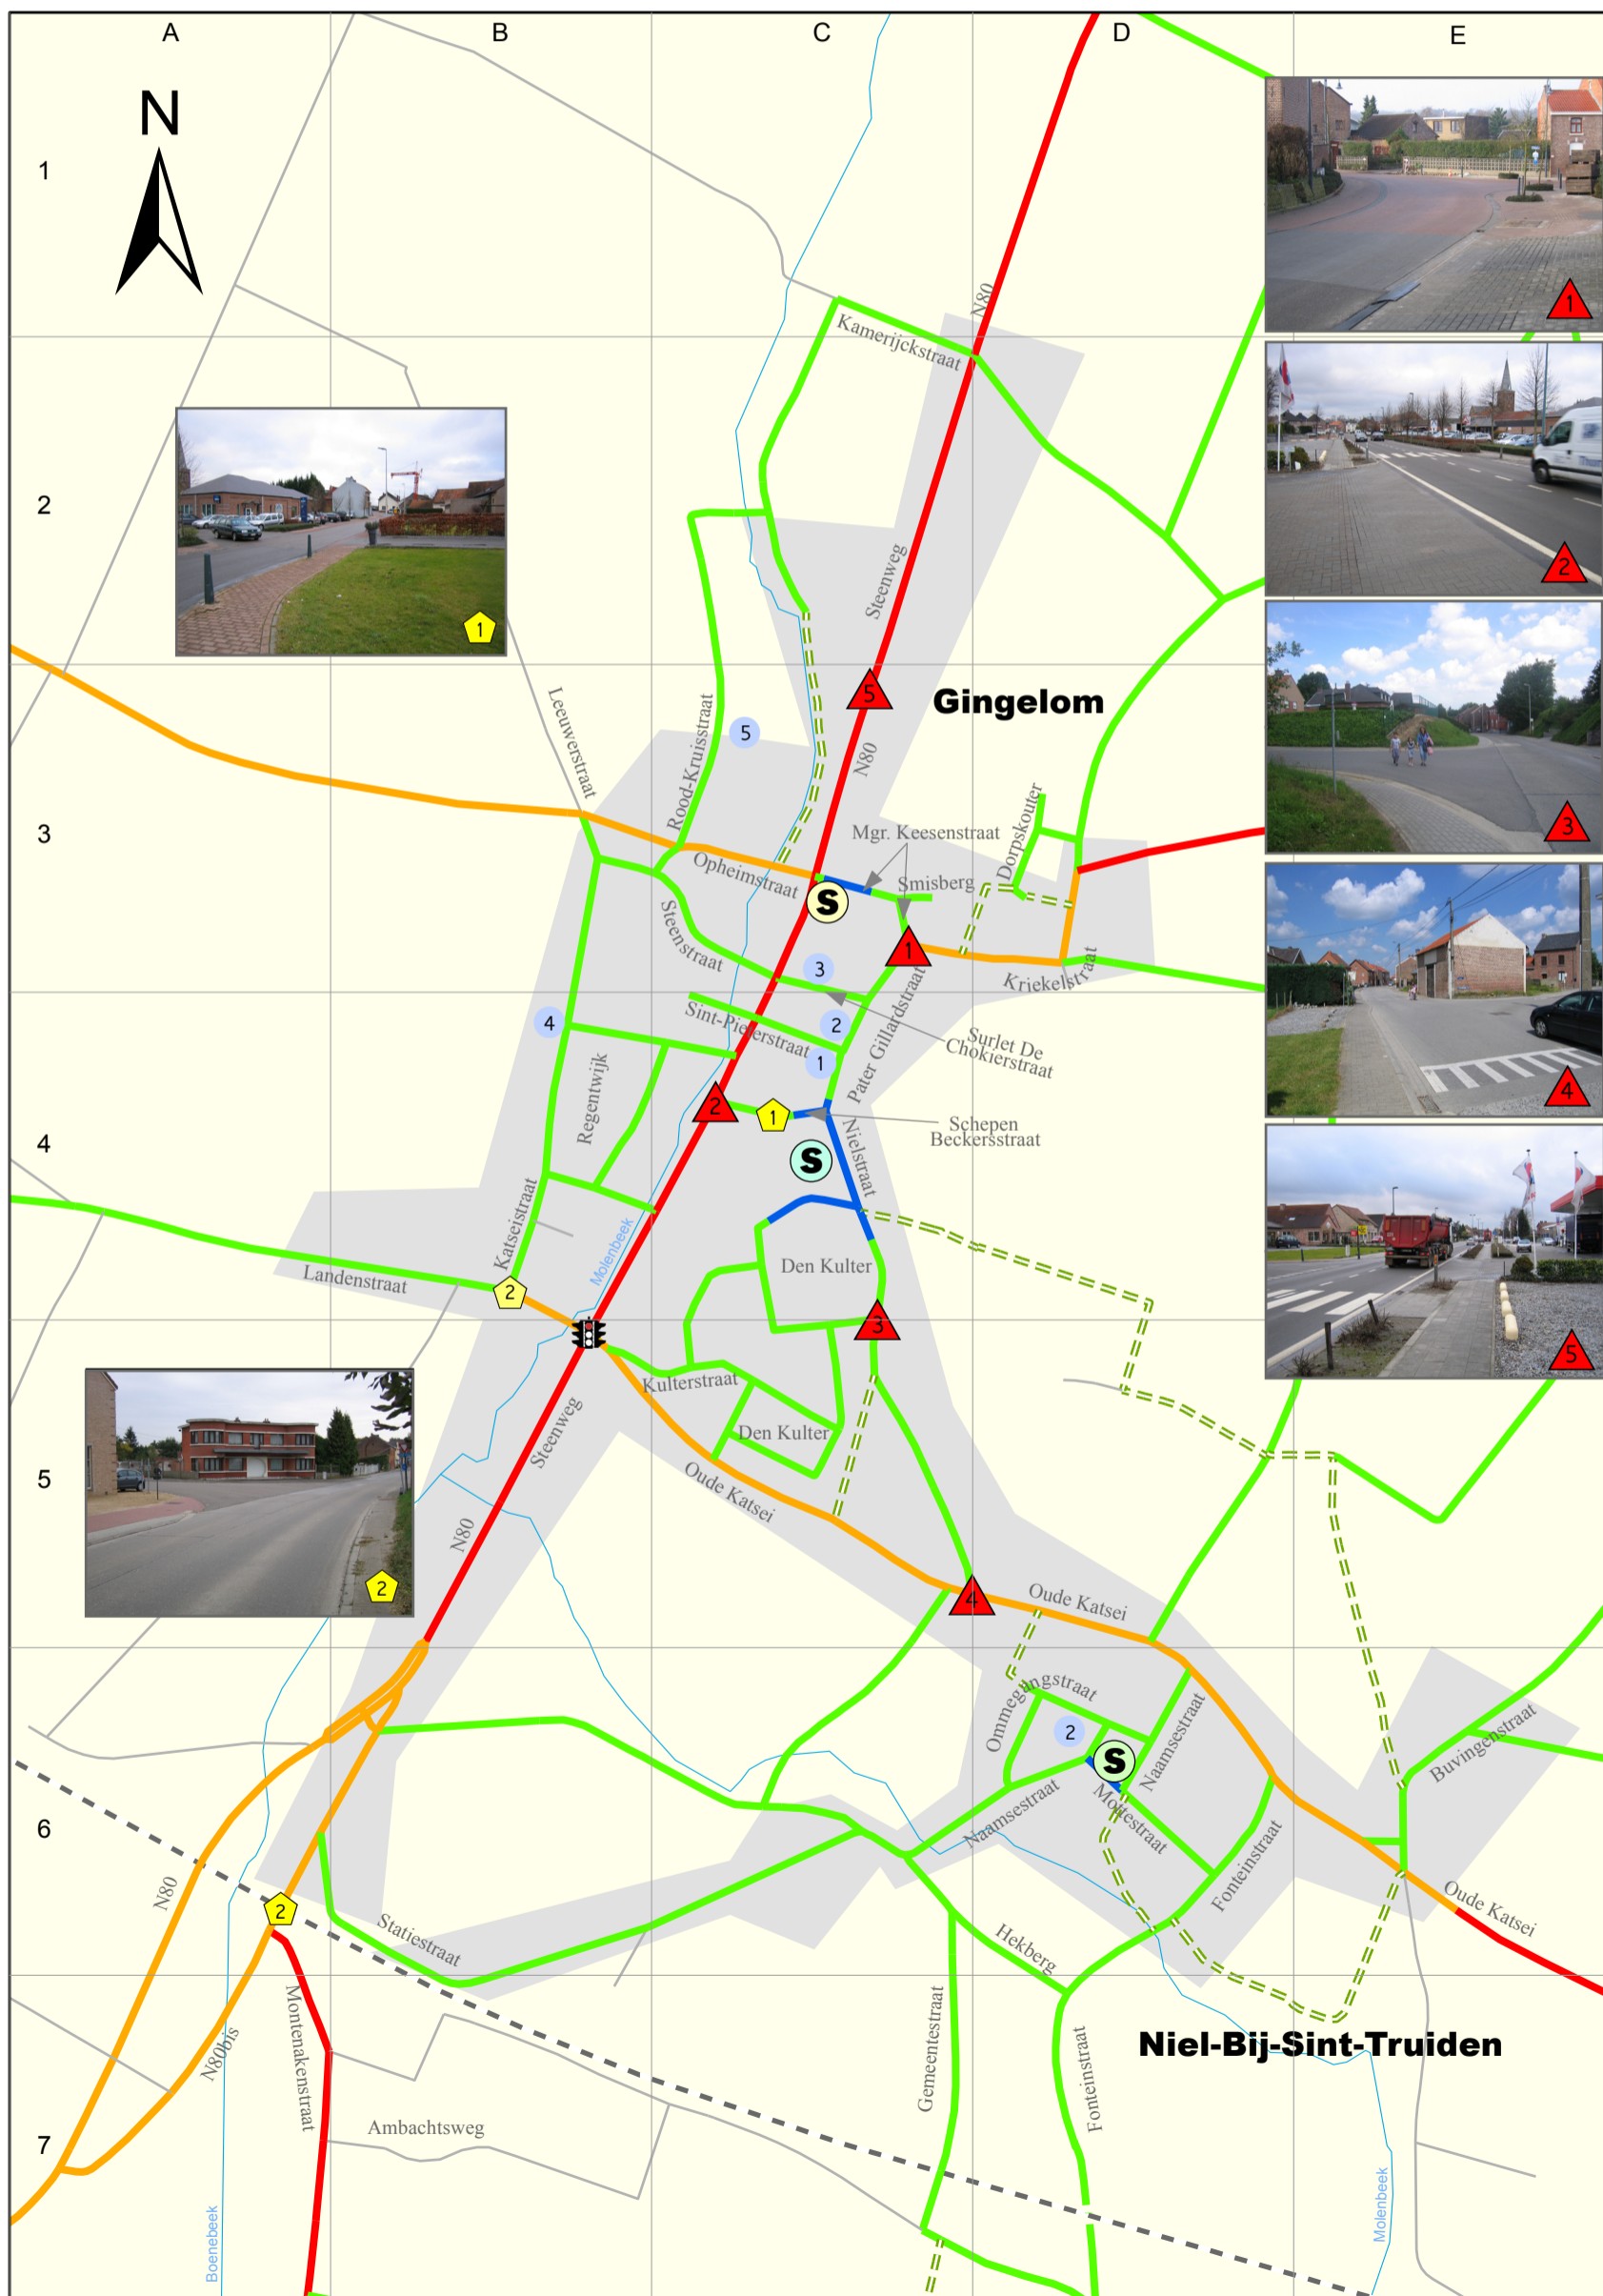 A B C D E
N
1
1
Kamerijckstraat
N80
2
2
1
Steenweg
3
5
Gingelom
Leeuwerstraat
Rood-Kruisstraat
5
N80
3
Mgr. Keesenstraat
Dorpskouter
Opheimstraat
Smisberg
S
4
Steenstraat
1
3
Kriekelstraat
4
Sint-Pieterstraat
2
Pater Gillardstraat
Surlet De
Chokierstraat
1
Regentwijk
2
1
Schepen
Beckersstraat
4
S
Nielstraat
Katseistraat
Molenbeek
Den Kulter
Landenstraat
2
3
5
Kulterstraat
Steenweg
Den Kulter
5
Oude Katsei
N80
2
4
Oude Katsei
Ommegangstraat
2
S
Naamsestraat
Buvingenstraat
6
Naamsestraat
Mottestraat
Fonteinstraat
N80
2
Statiestraat
Hekberg
Oude Katsei
Montenakenstraat
N80bis
Gemeentestraat
Fonteinstraat
Niel-Bij-Sint-Truiden
7
Ambachtsweg
Boenebeek
Molenbeek